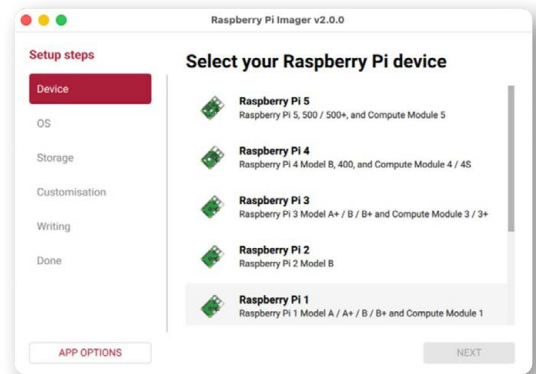 Raspberry Pi Imager v2.0.0
Setup steps
Device
OS
Storage
Customisation
Writing
Done
APP OPTIONS
Select your Raspberry Pi device
Raspberry Pi 5
Raspberry Pi 5, 500 / 500+, and Compute Module 5
Raspberry Pi 4
Raspberry Pi 4 Model B, 400, and Compute Module 4 / 4S
Raspberry Pi 3
Raspberry Pi 3 Model A+ / B / B+ and Compute Module 3 / 3+
Raspberry Pi 2
Raspberry Pi 2 Model B
Raspberry Pi 1
Raspberry Pi 1 Model A / A+ / B / B+ and Compute Module 1
NEXT